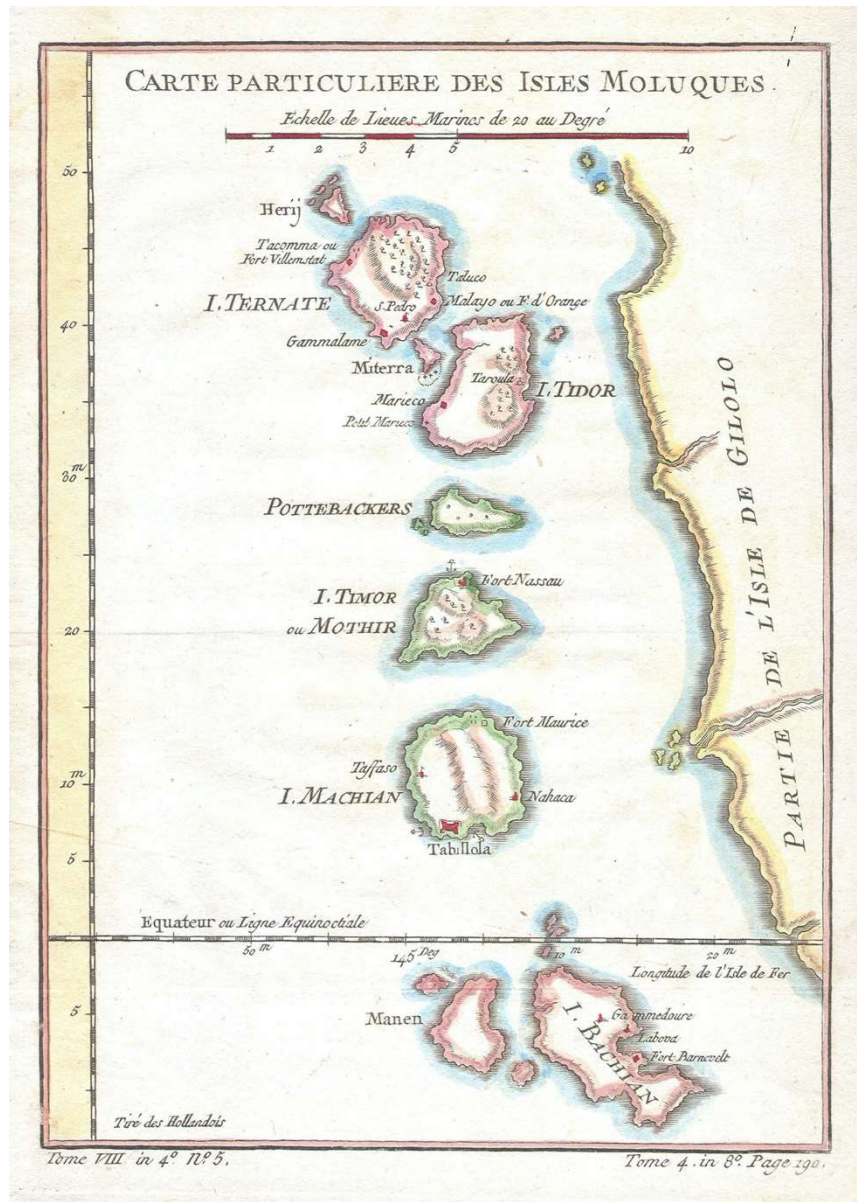 CARTE PARTICULIERE DES ISLES MOLUQUES.
Echelle de Lieues Marines de 20 au Degré
1 2 3 4 5 10
50
Herij
Tacomma ou
Fort Villemstat
Taluco
I. TERNATE
S. Pedro
Malayo ou F. d'Orange
40
Gammalame
Miterra
Taroula
I. TIDOR
Marieco
Petit Marieco
PARTIE DE L'ISLE DE GILOLO
30 m
POTTEBACKERS
Fort Nassau
I. TIMOR
ou MOTHIR
20
Fort Maurice
Taffaso
10 m
I. MACHIAN
Nahaca
Tabillola
5
Equateur ou Ligne Equinoctiale
50 m
145 Deg
10 m
20 m
Longitude de l'Isle de Fer
5
Manen
Gammedoure
I. BACHIAN
Labova
Fort Barnevelt
Tiré des Hollandois
Tome VIII in 4º. Nº 5.
Tome 4. in 8º. Page 190.